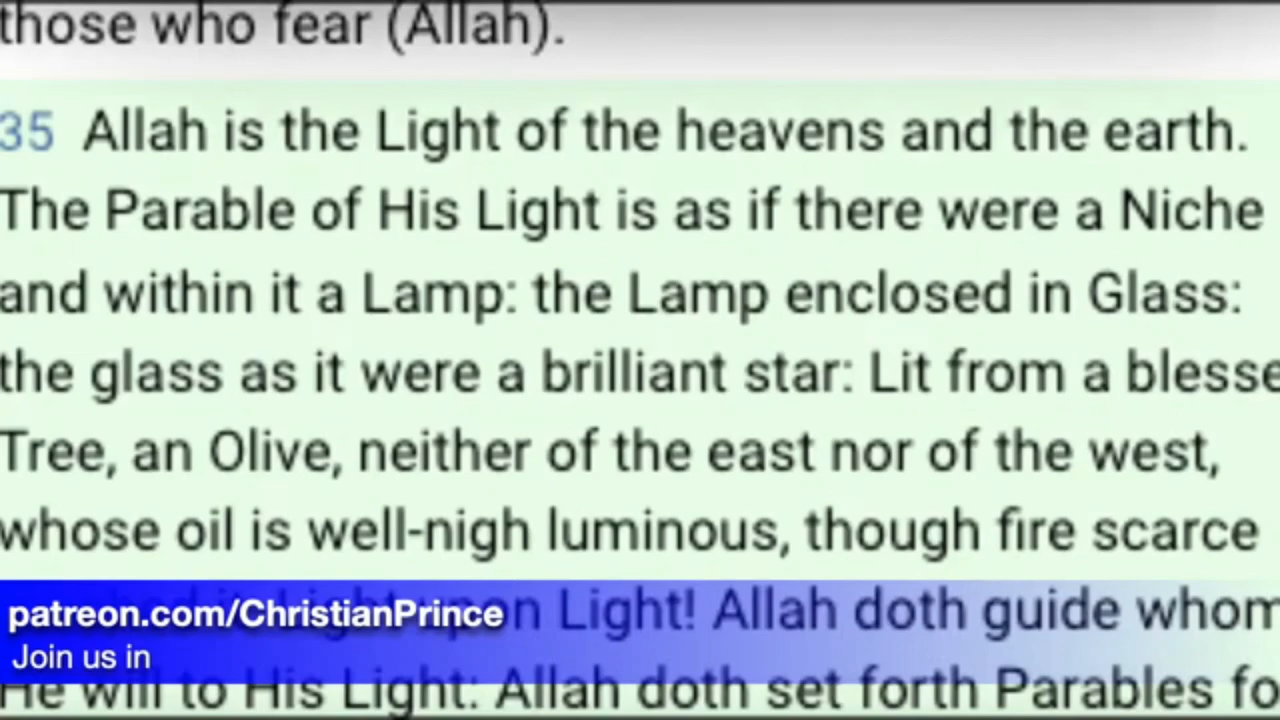 those who fear (Allah).
35 Allah is the Light of the heavens and the earth.
The Parable of His Light is as if there were a Niche
and within it a Lamp: the Lamp enclosed in Glass:
the glass as it were a brilliant star: Lit from a blesse
Tree, an Olive, neither of the east nor of the west,
whose oil is well-nigh luminous, though fire scarce
it: Light upon Light! Allah doth guide whom
patreon.com/ChristianPrince
Join us in
He will to His Light: Allah doth set forth Parables fo